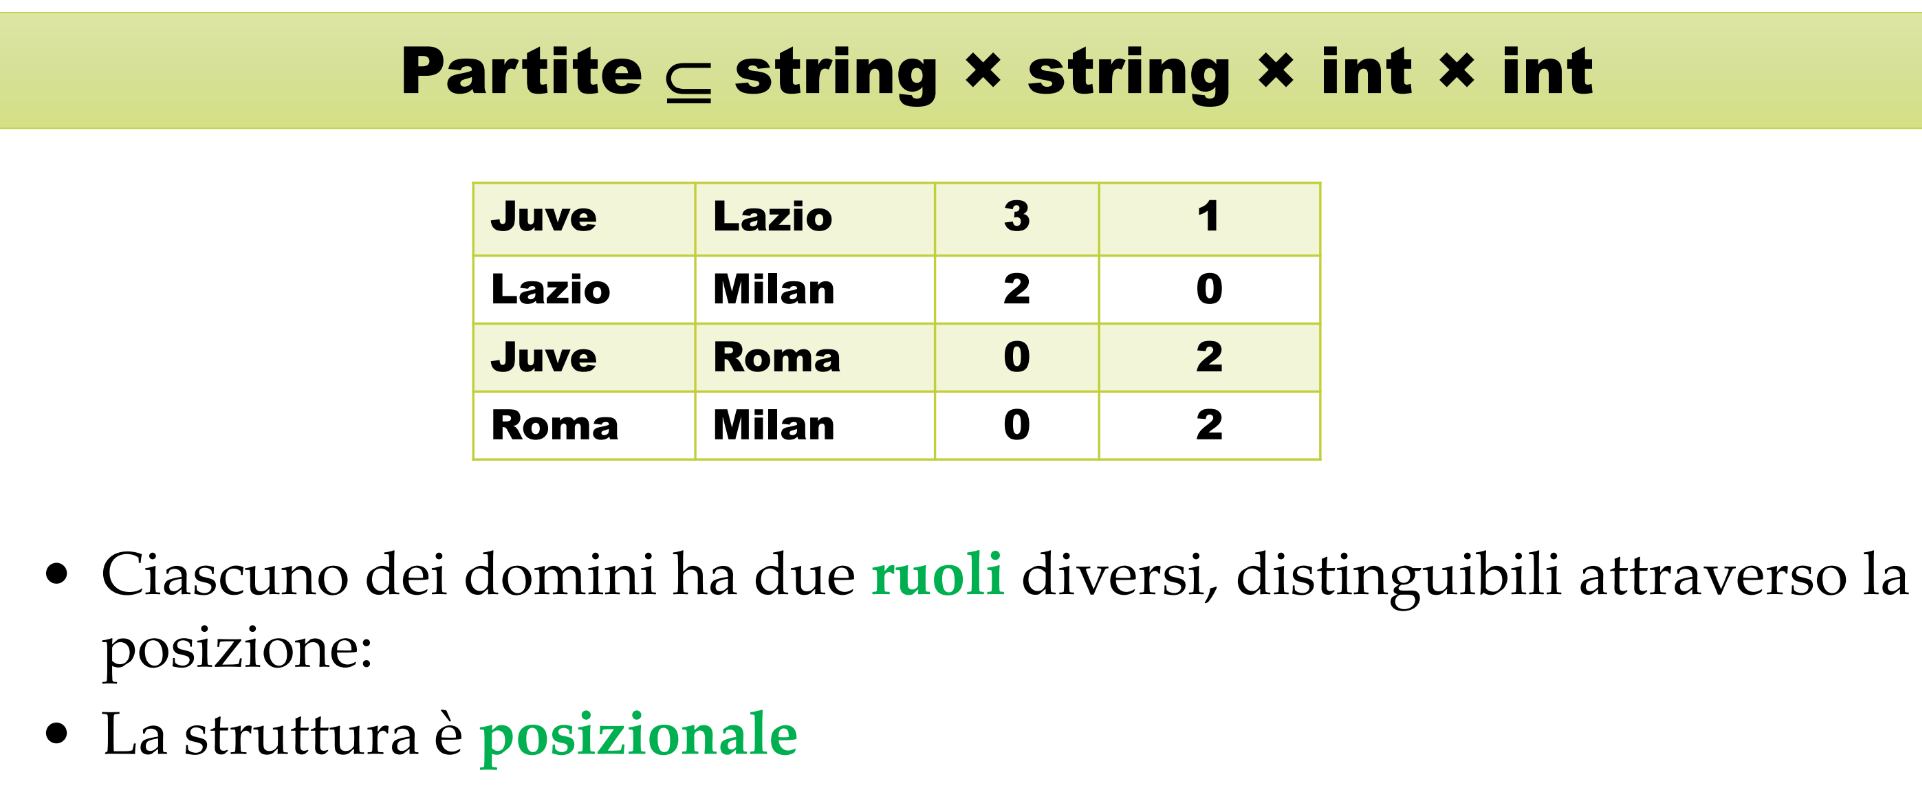 Partite ⊆ string × string × int × int
Juve Lazio 3 1
Lazio Milan 2 0
Juve Roma 0 2
Roma Milan 0 2
• Ciascuno dei domini ha due ruoli diversi, distinguibili attraverso la
posizione:
• La struttura è posizionale